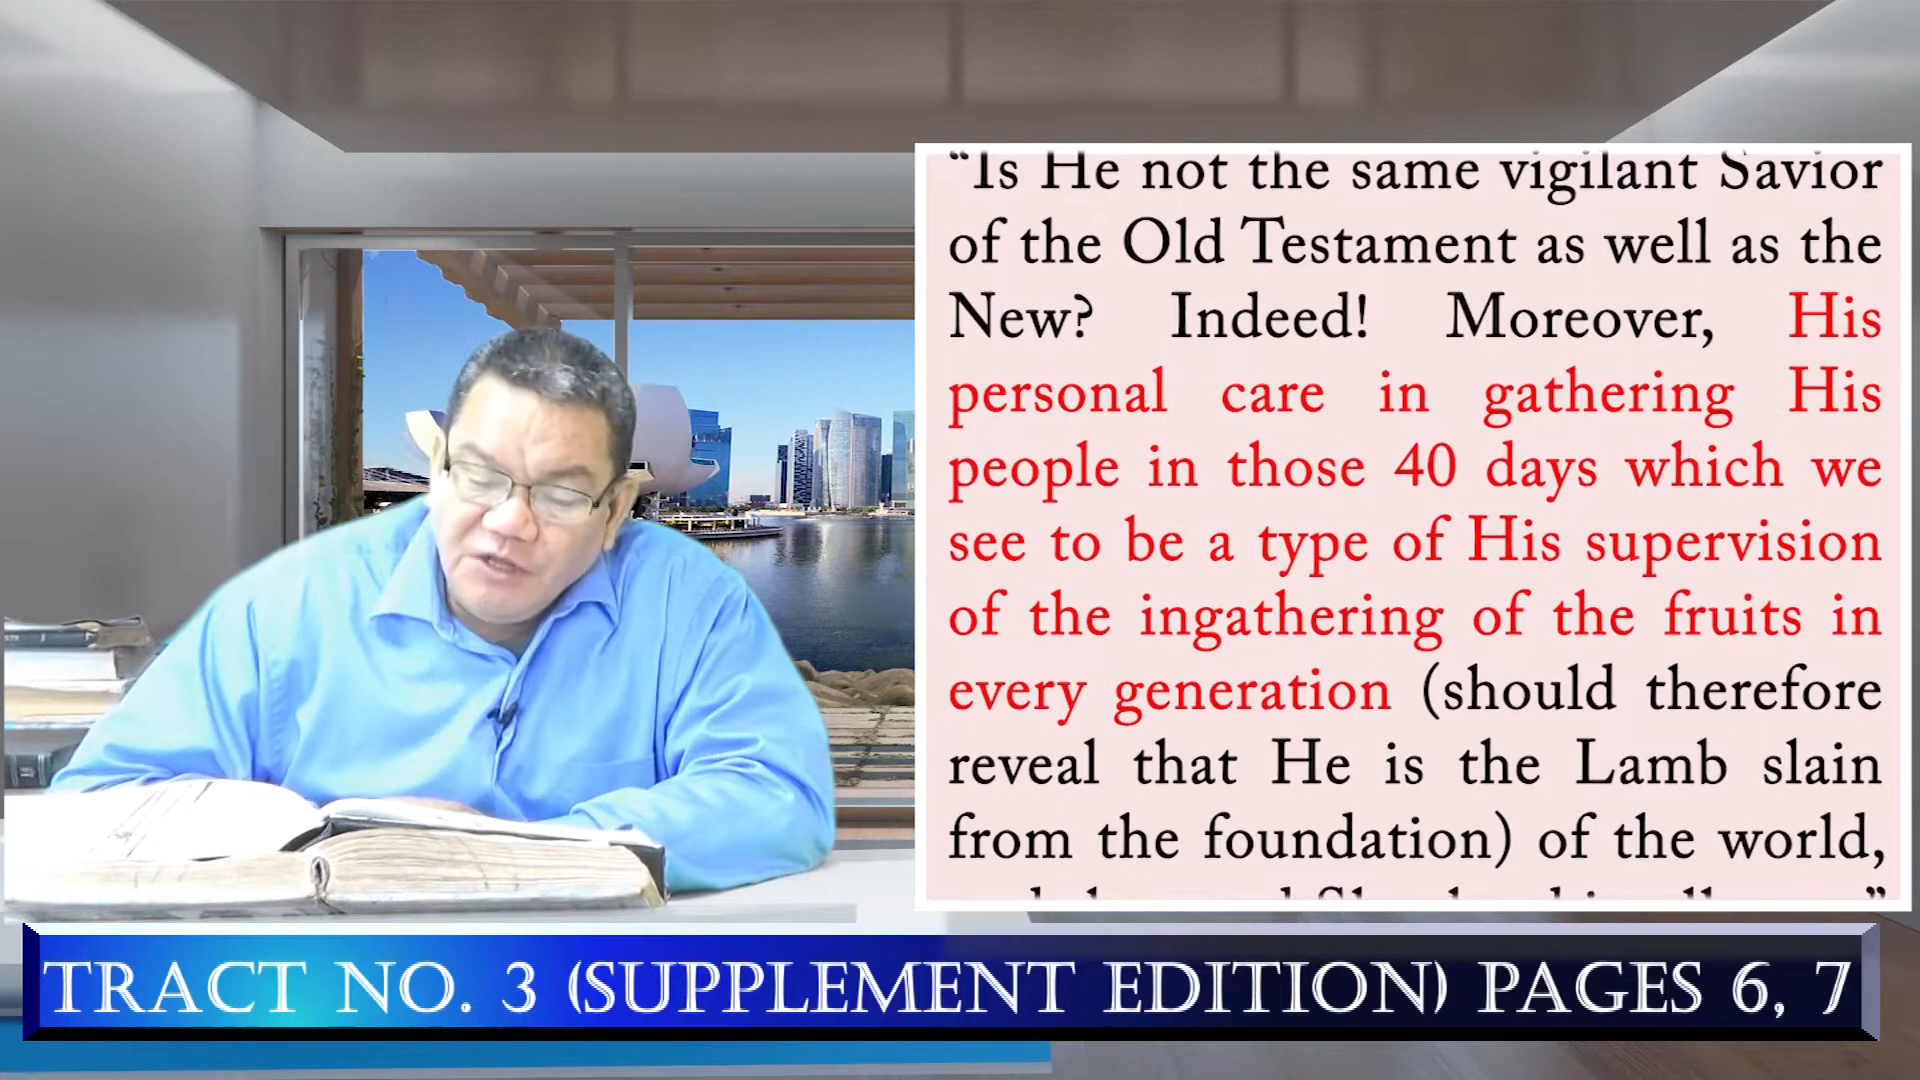 “Is He not the same vigilant Savior
of the Old Testament as well as the
New? Indeed! Moreover, His
personal care in gathering His
people in those 40 days which we
see to be a type of His supervision
of the ingathering of the fruits in
every generation (should therefore
reveal that He is the Lamb slain
from the foundation) of the world,
TRACT NO. 3 (SUPPLEMENT EDITION) PAGES 6, 7